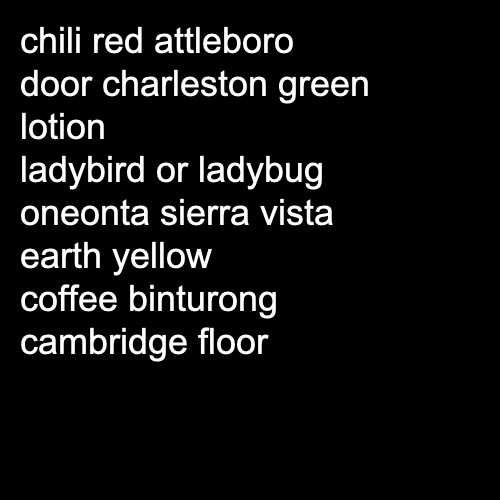 chili red attleboro
door charleston green
lotion
ladybird or ladybug
oneonta sierra vista
earth yellow
coffee binturong
cambridge floor